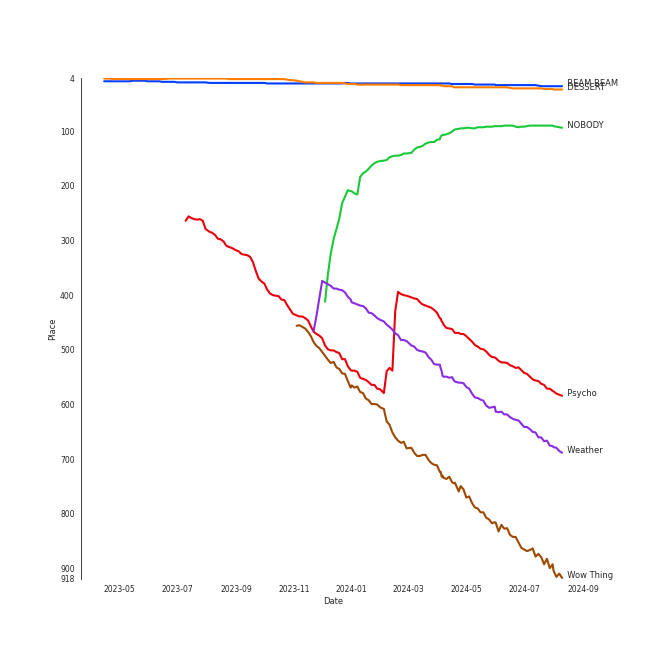 4
100
200
300
400
500
600
700
800
900
918
Place
2023-05
2023-07
2023-09
2023-11
2024-01
2024-03
2024-05
2024-07
2024-09
Date
BEAM BEAM
DESSERT
NOBODY
Psycho
Weather
Wow Thing